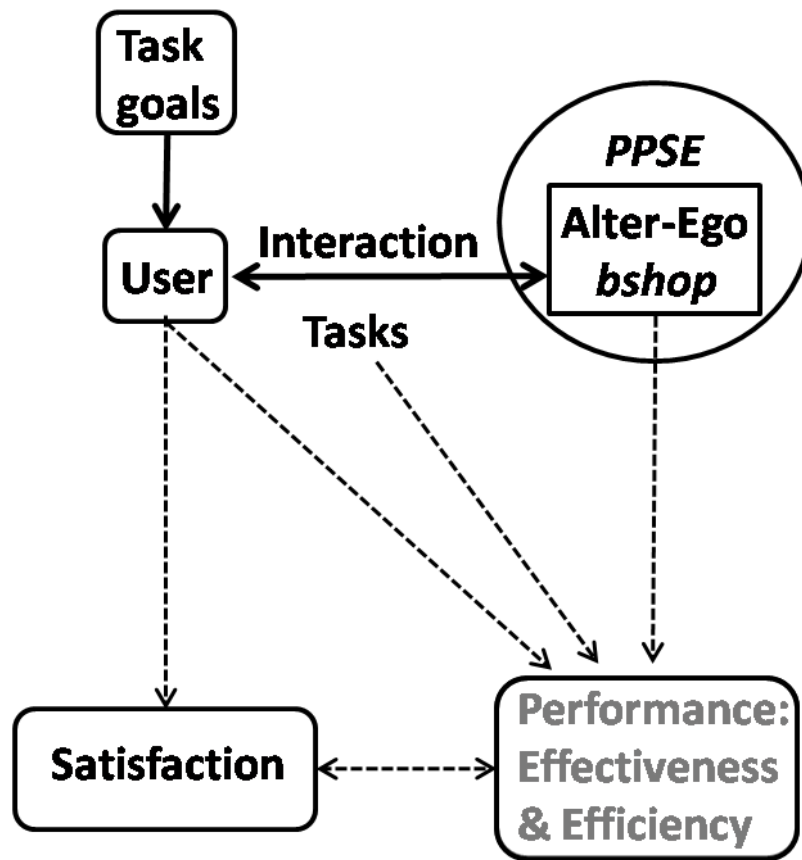 Task
goals
PPSE
Alter-Ego
bshop
Interaction
User
Tasks
Satisfaction
Performance:
Effectiveness
& Efficiency